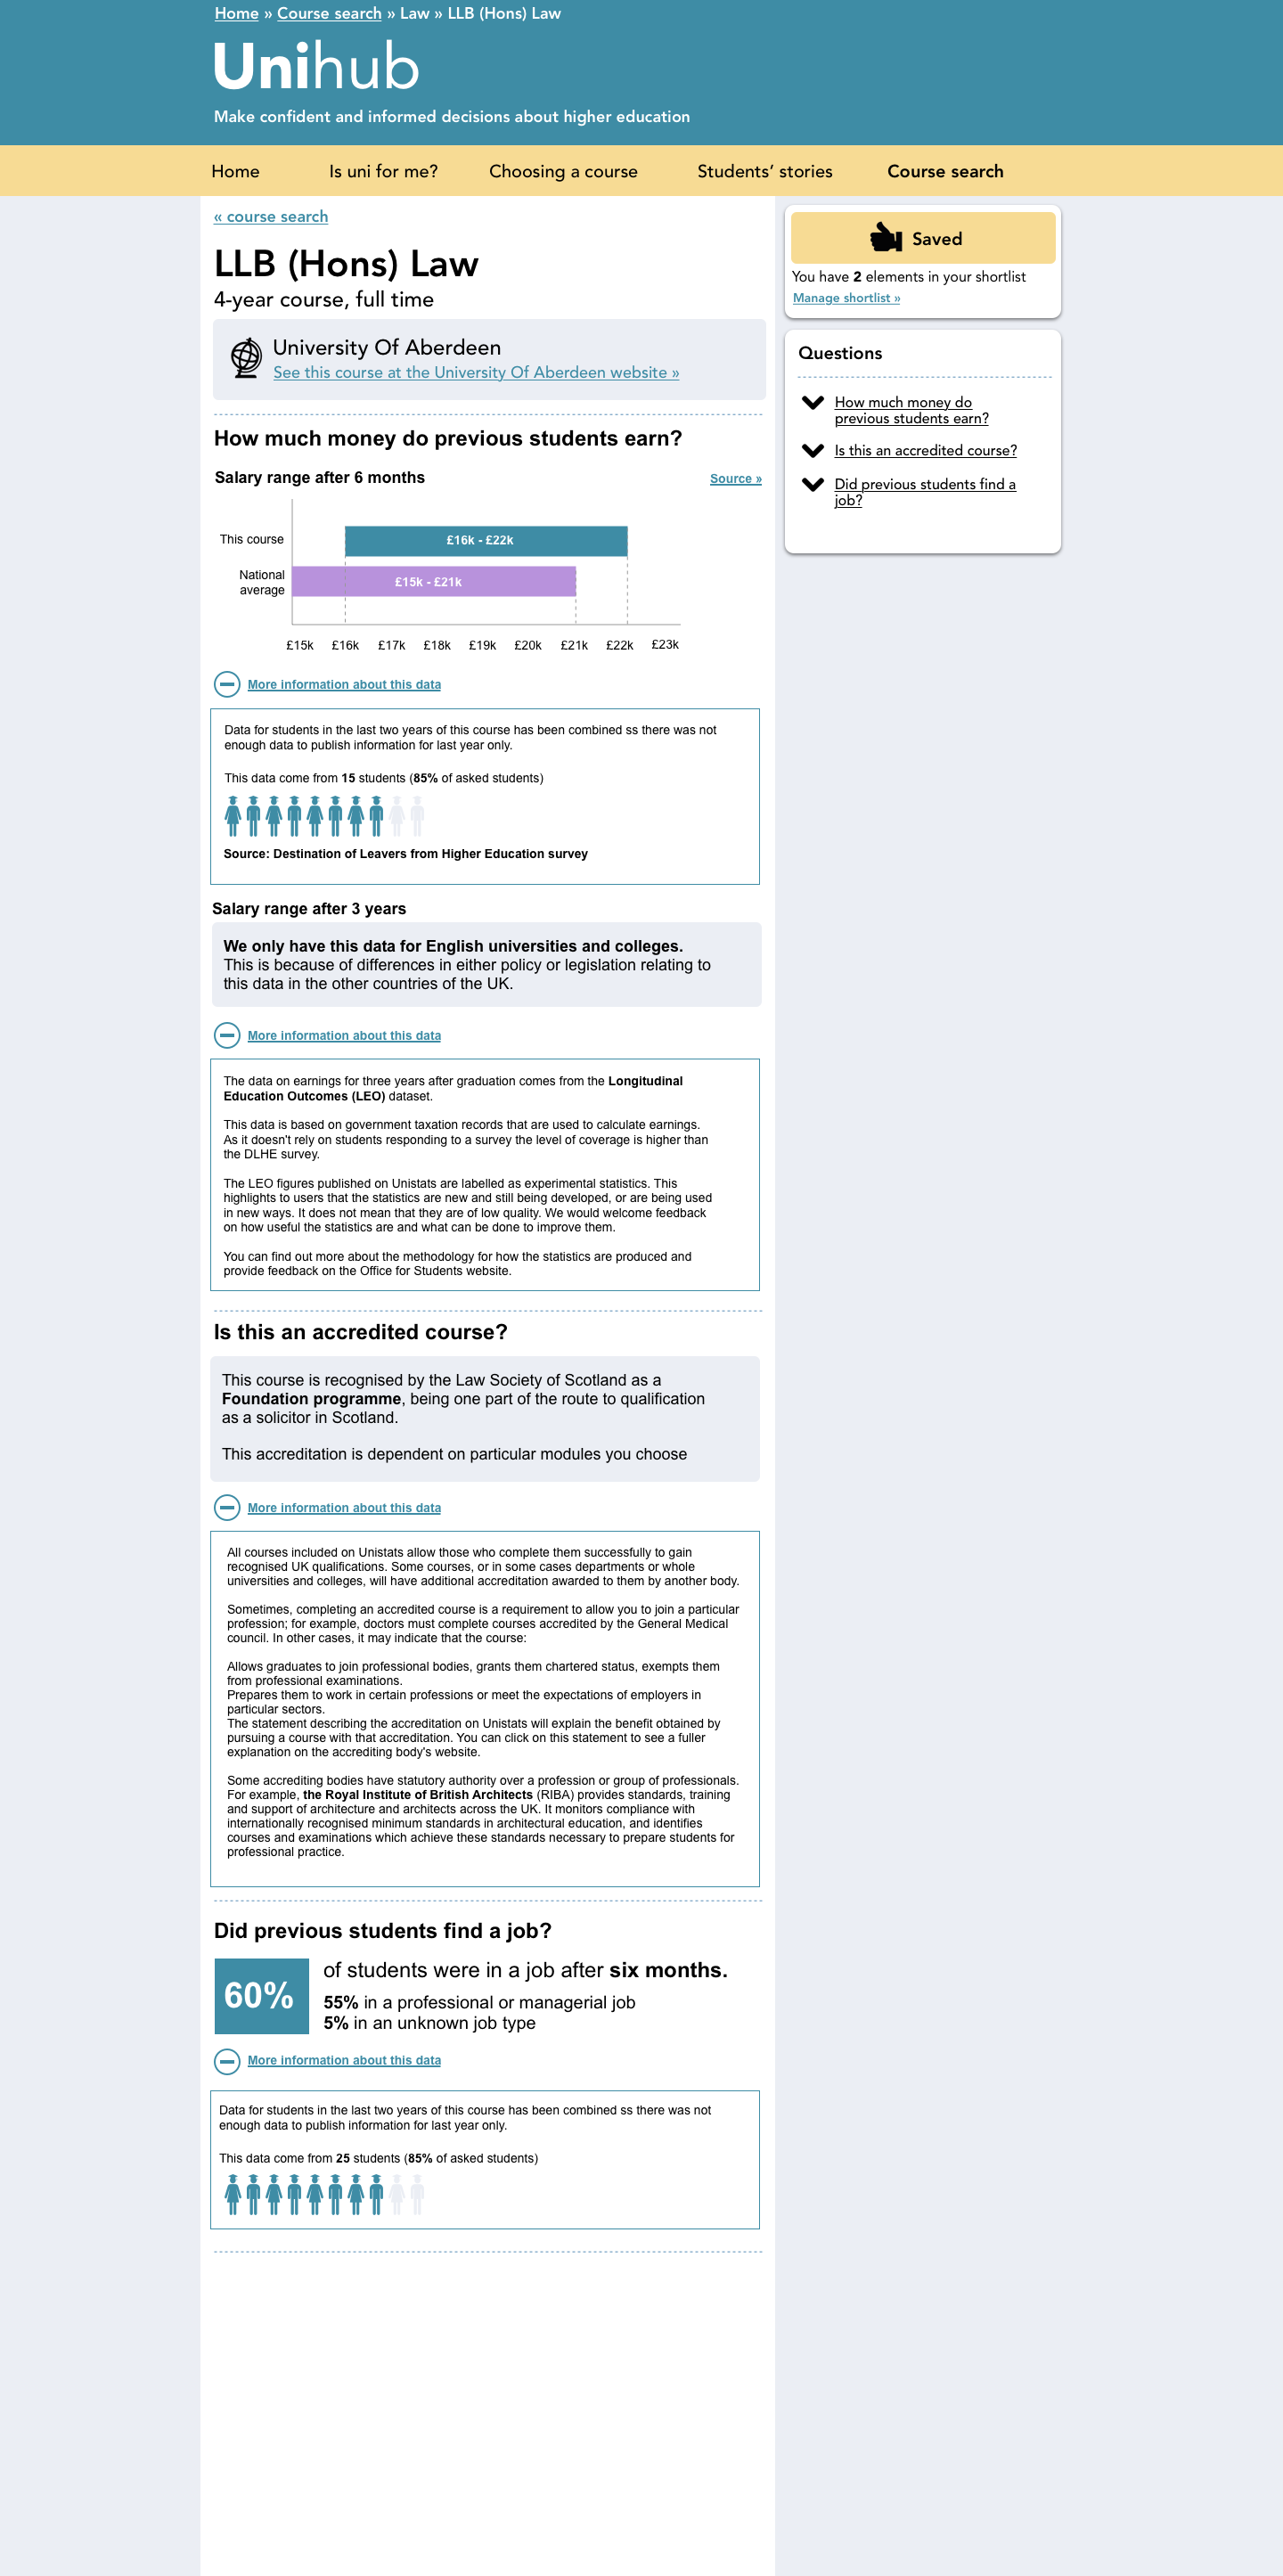 Home » Course search » Law » LLB (Hons) Law
Unihub
Make confident and informed decisions about higher education
Home
Is uni for me?
Choosing a course
Students’ stories
Course search
« course search
LLB (Hons) Law
4-year course, full time
University Of Aberdeen
See this course at the University Of Aberdeen website »
Saved
You have 2 elements in your shortlist
Manage shortlist »
Questions
How much money do
previous students earn?
Is this an accredited course?
Did previous students find a
job?
How much money do previous students earn?
Salary range after 6 months
Source »
This course
£16k - £22k
National
average
£15k - £21k
£15k £16k £17k £18k £19k £20k £21k £22k £23k
More information about this data
Data for students in the last two years of this course has been combined ss there was not
enough data to publish information for last year only.
This data come from 15 students (85% of asked students)
Source: Destination of Leavers from Higher Education survey
Salary range after 3 years
We only have this data for English universities and colleges.
This is because of differences in either policy or legislation relating to
this data in the other countries of the UK.
More information about this data
The data on earnings for three years after graduation comes from the Longitudinal
Education Outcomes (LEO) dataset.
This data is based on government taxation records that are used to calculate earnings.
As it doesn't rely on students responding to a survey the level of coverage is higher than
the DLHE survey.
The LEO figures published on Unistats are labelled as experimental statistics. This
highlights to users that the statistics are new and still being developed, or are being used
in new ways. It does not mean that they are of low quality. We would welcome feedback
on how useful the statistics are and what can be done to improve them.
You can find out more about the methodology for how the statistics are produced and
provide feedback on the Office for Students website.
Is this an accredited course?
This course is recognised by the Law Society of Scotland as a
Foundation programme, being one part of the route to qualification
as a solicitor in Scotland.
This accreditation is dependent on particular modules you choose
More information about this data
All courses included on Unistats allow those who complete them successfully to gain
recognised UK qualifications. Some courses, or in some cases departments or whole
universities and colleges, will have additional accreditation awarded to them by another body.
Sometimes, completing an accredited course is a requirement to allow you to join a particular
profession; for example, doctors must complete courses accredited by the General Medical
council. In other cases, it may indicate that the course:
Allows graduates to join professional bodies, grants them chartered status, exempts them
from professional examinations.
Prepares them to work in certain professions or meet the expectations of employers in
particular sectors.
The statement describing the accreditation on Unistats will explain the benefit obtained by
pursuing a course with that accreditation. You can click on this statement to see a fuller
explanation on the accrediting body's website.
Some accrediting bodies have statutory authority over a profession or group of professionals.
For example, the Royal Institute of British Architects (RIBA) provides standards, training
and support of architecture and architects across the UK. It monitors compliance with
internationally recognised minimum standards in architectural education, and identifies
courses and examinations which achieve these standards necessary to prepare students for
professional practice.
Did previous students find a job?
60%
of students were in a job after six months.
55% in a professional or managerial job
5% in an unknown job type
More information about this data
Data for students in the last two years of this course has been combined ss there was not
enough data to publish information for last year only.
This data come from 25 students (85% of asked students)